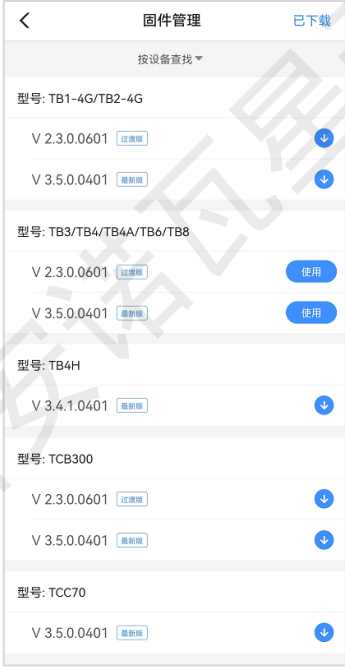 固件管理 已下载
按设备查找
型号: TB1-4G/TB2-4G
V 2.3.0.0601 过渡版
V 3.5.0.0401 最新版
型号: TB3/TB4/TB4A/TB6/TB8
V 2.3.0.0601 过渡版 使用
V 3.5.0.0401 最新版 使用
型号: TB4H
V 3.4.1.0401 最新版
型号: TCB300
V 2.3.0.0601 过渡版
V 3.5.0.0401 最新版
型号: TCC70
V 3.5.0.0401 最新版
安诺瓦星